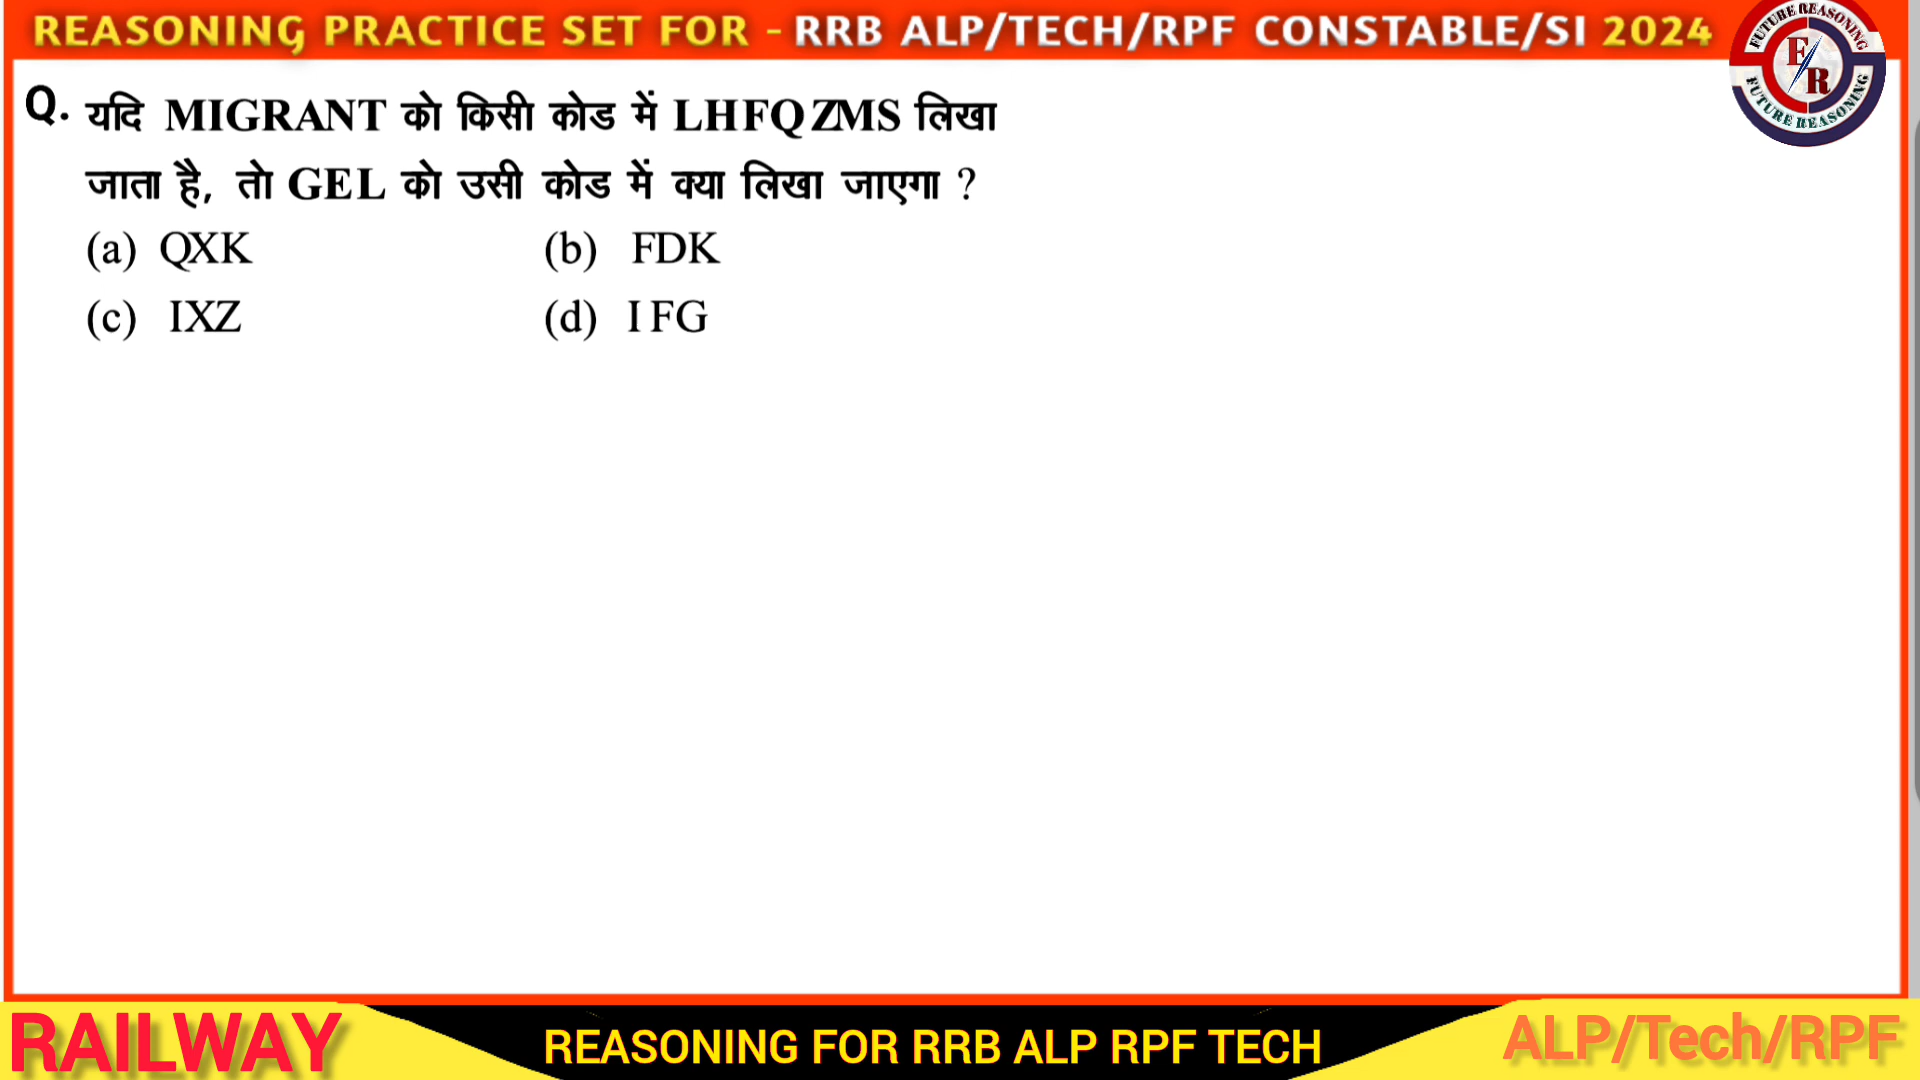 REASONING PRACTICE SET FOR - RRB ALP/TECH/RPF CONSTABLE/SI 2024
FUTURE REASONING
E/R
FUTURE REASONING
Q. यदि MIGRANT को किसी कोड में LHFQZMS लिखा
जाता है, तो GEL को उसी कोड में क्या लिखा जाएगा ?
(a) QXK (b) FDK
(c) IXZ (d) IFG
RAILWAY REASONING FOR RRB ALP RPF TECH ALP/Tech/RPF